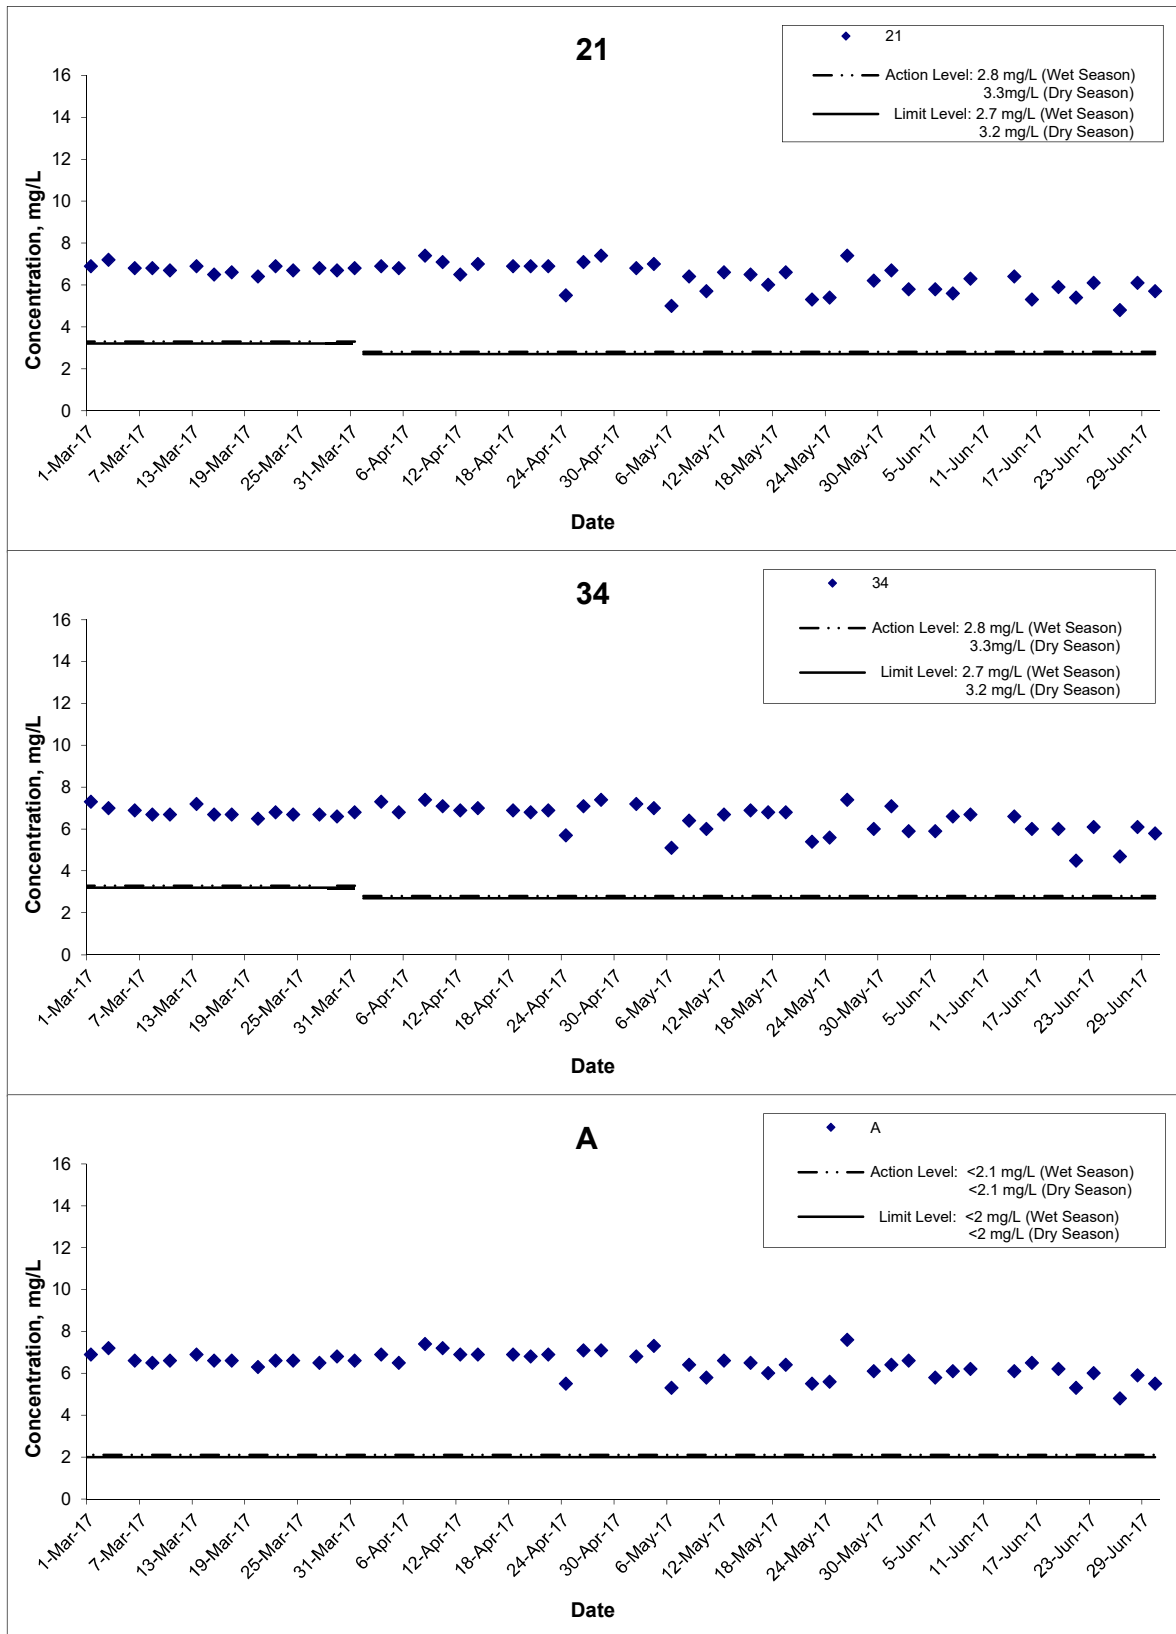 21
21
Action Level: 2.8 mg/L (Wet Season)
3.3mg/L (Dry Season)
Limit Level: 2.7 mg/L (Wet Season)
3.2 mg/L (Dry Season)
Concentration, mg/L
16
14
12
10
8
6
4
2
0
1-Mar-17
7-Mar-17
13-Mar-17
19-Mar-17
25-Mar-17
31-Mar-17
6-Apr-17
12-Apr-17
18-Apr-17
24-Apr-17
30-Apr-17
6-May-17
12-May-17
18-May-17
24-May-17
30-May-17
5-Jun-17
11-Jun-17
17-Jun-17
23-Jun-17
29-Jun-17
Date
34
34
Action Level: 2.8 mg/L (Wet Season)
3.3mg/L (Dry Season)
Limit Level: 2.7 mg/L (Wet Season)
3.2 mg/L (Dry Season)
Concentration, mg/L
16
14
12
10
8
6
4
2
0
1-Mar-17
7-Mar-17
13-Mar-17
19-Mar-17
25-Mar-17
31-Mar-17
6-Apr-17
12-Apr-17
18-Apr-17
24-Apr-17
30-Apr-17
6-May-17
12-May-17
18-May-17
24-May-17
30-May-17
5-Jun-17
11-Jun-17
17-Jun-17
23-Jun-17
29-Jun-17
Date
A
A
Action Level: <2.1 mg/L (Wet Season)
<2.1 mg/L (Dry Season)
Limit Level: <2 mg/L (Wet Season)
<2 mg/L (Dry Season)
Concentration, mg/L
16
14
12
10
8
6
4
2
0
1-Mar-17
7-Mar-17
13-Mar-17
19-Mar-17
25-Mar-17
31-Mar-17
6-Apr-17
12-Apr-17
18-Apr-17
24-Apr-17
30-Apr-17
6-May-17
12-May-17
18-May-17
24-May-17
30-May-17
5-Jun-17
11-Jun-17
17-Jun-17
23-Jun-17
29-Jun-17
Date